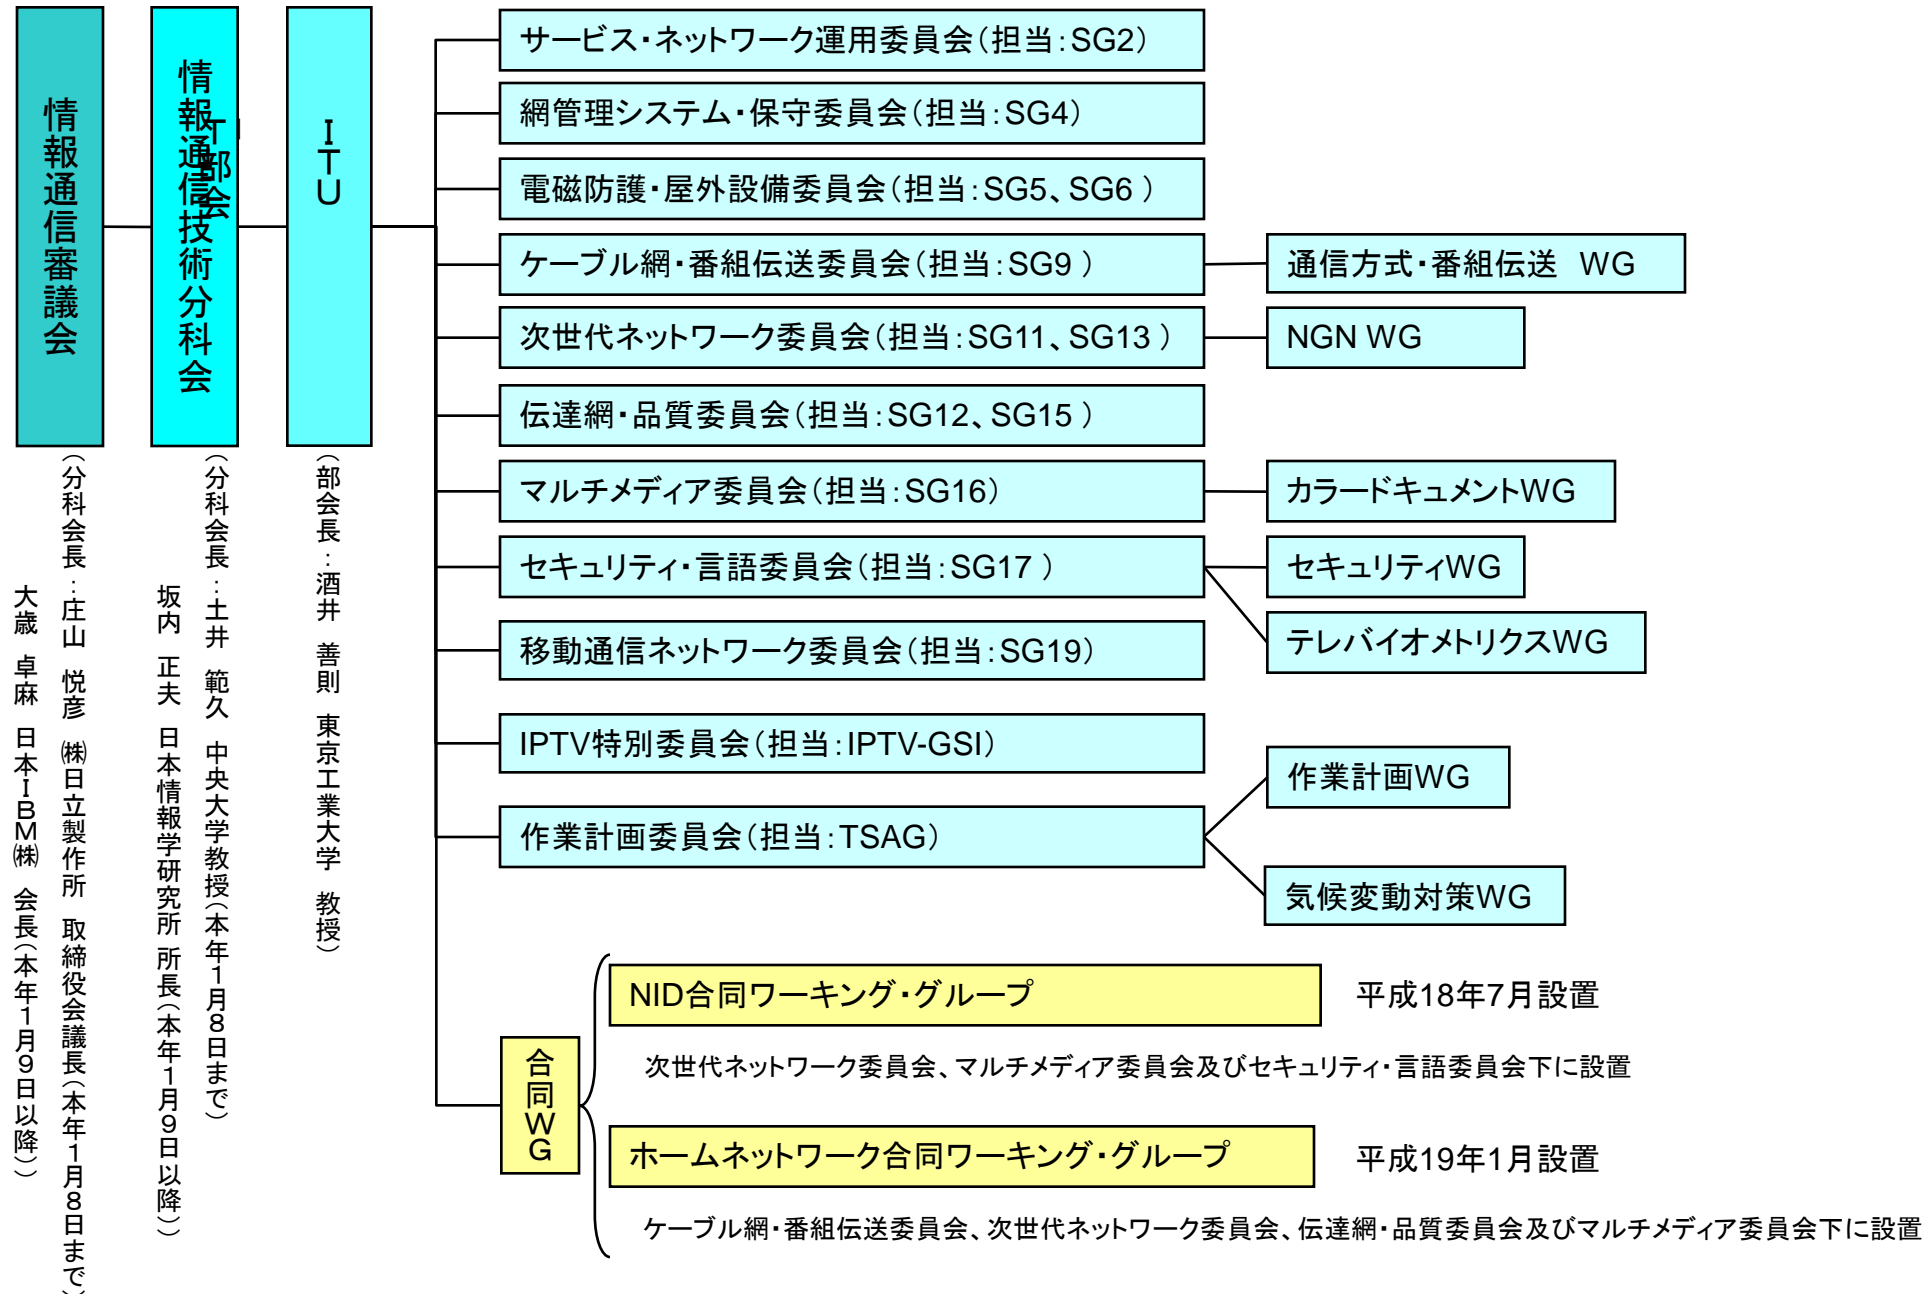 情報通信審議会
(分科会長:庄山 悦彦 ㈱日立製作所 取締役会議長(本年1月8日まで)
大歳 卓麻 日本IBM㈱ 会長(本年1月9日以降))
情報通信技術分科会
(分科会長:土井 範久 中央大学教授(本年1月8日まで)
坂内 正夫 日本情報学研究所 所長(本年1月9日以降))
ITU
T部会
(部会長:酒井 善則 東京工業大学 教授)
サービス・ネットワーク運用委員会(担当:SG2)
網管理システム・保守委員会(担当:SG4)
電磁防護・屋外設備委員会(担当:SG5、SG6 )
ケーブル網・番組伝送委員会(担当:SG9 )
通信方式・番組伝送 WG
次世代ネットワーク委員会(担当:SG11、SG13 )
NGN WG
伝達網・品質委員会(担当:SG12、SG15 )
マルチメディア委員会(担当:SG16)
カラードキュメントWG
セキュリティ・言語委員会(担当:SG17 )
セキュリティWG
テレバイオメトリクスWG
移動通信ネットワーク委員会(担当:SG19)
IPTV特別委員会(担当:IPTV-GSI)
作業計画委員会(担当:TSAG)
作業計画WG
気候変動対策WG
合同WG
NID合同ワーキング・グループ 平成18年7月設置
次世代ネットワーク委員会、マルチメディア委員会及びセキュリティ・言語委員会下に設置
ホームネットワーク合同ワーキング・グループ 平成19年1月設置
ケーブル網・番組伝送委員会、次世代ネットワーク委員会、伝達網・品質委員会及びマルチメディア委員会下に設置